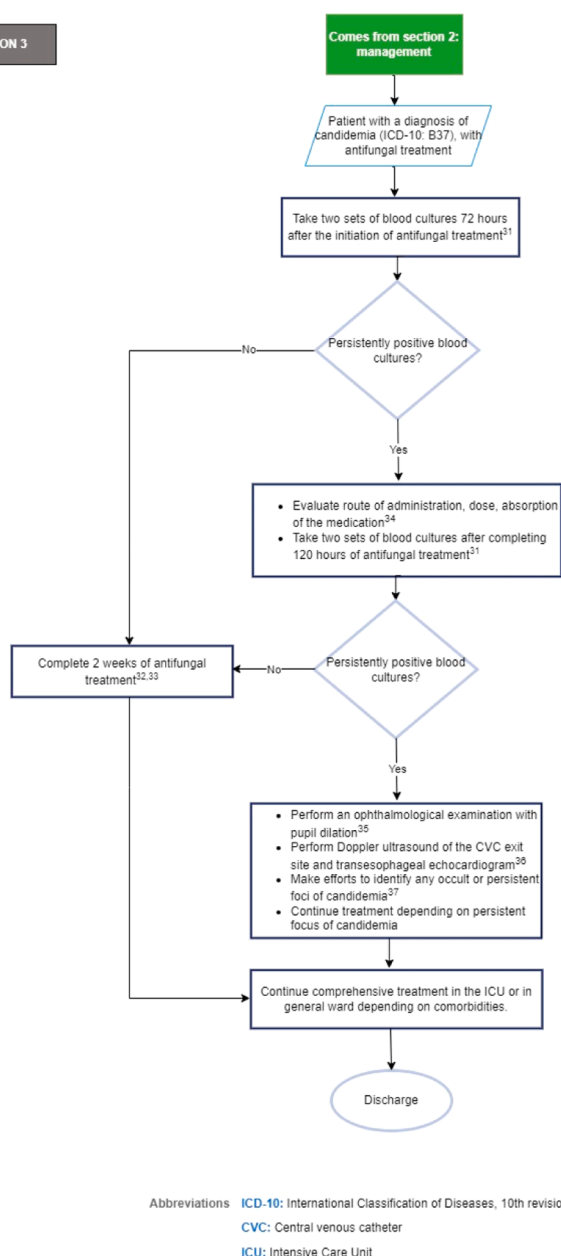 ON 3
Comes from section 2:
management
Patient with a diagnosis of
candidemia (ICD-10: B37), with
antifungal treatment
Take two sets of blood cultures 72 hours
after the initiation of antifungal treatment31
Persistently positive blood
cultures?
No
Yes
• Evaluate route of administration, dose, absorption
of the medication34
• Take two sets of blood cultures after completing
120 hours of antifungal treatment31
Complete 2 weeks of antifungal
treatment32,33
No
Persistently positive blood
cultures?
Yes
• Perform an ophthalmological examination with
pupil dilation35
• Perform Doppler ultrasound of the CVC exit
site and transesophageal echocardiogram36
• Make efforts to identify any occult or persistent
foci of candidemia37
• Continue treatment depending on persistent
focus of candidemia
Continue comprehensive treatment in the ICU or in
general ward depending on comorbidities.
Discharge
Abbreviations ICD-10: International Classification of Diseases, 10th revisio
CVC: Central venous catheter
ICU: Intensive Care Unit